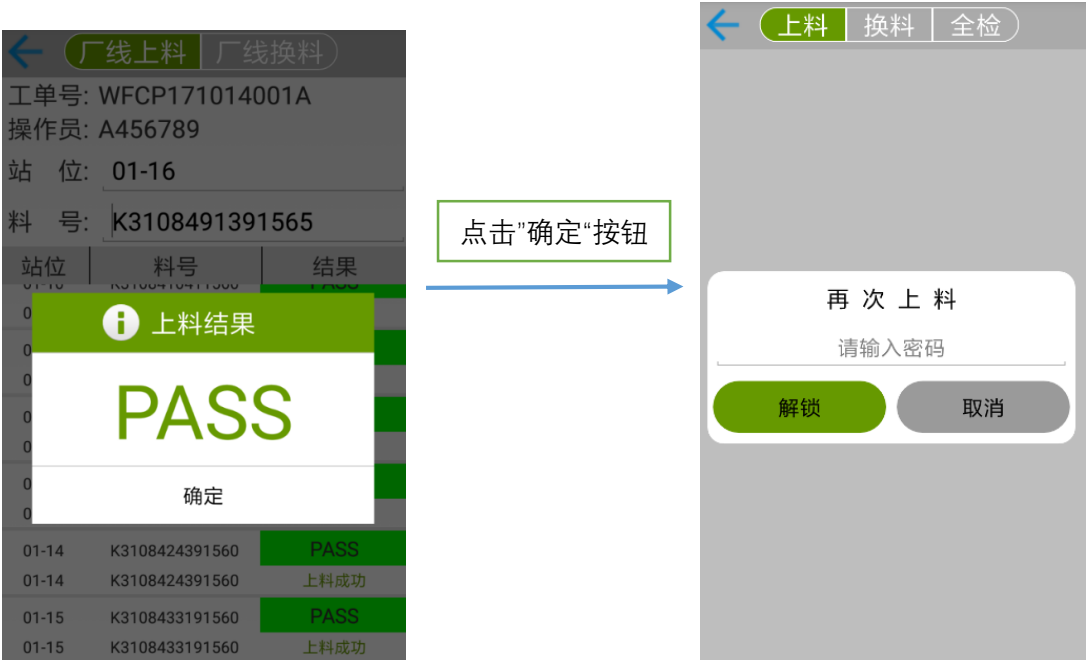 厂线上料 厂线换料
工单号: WFCP171014001A
操作员: A456789
站 位: 01-16
料 号: K3108491391565
站位 料号 结果
上料结果
PASS
确定
01-14 K3108424391560 PASS
01-14 K3108424391560 上料成功
01-15 K3108433191560 PASS
01-15 K3108433191560 上料成功
点击”确定“按钮
上料 换料 全检
再次上料
请输入密码
解锁 取消